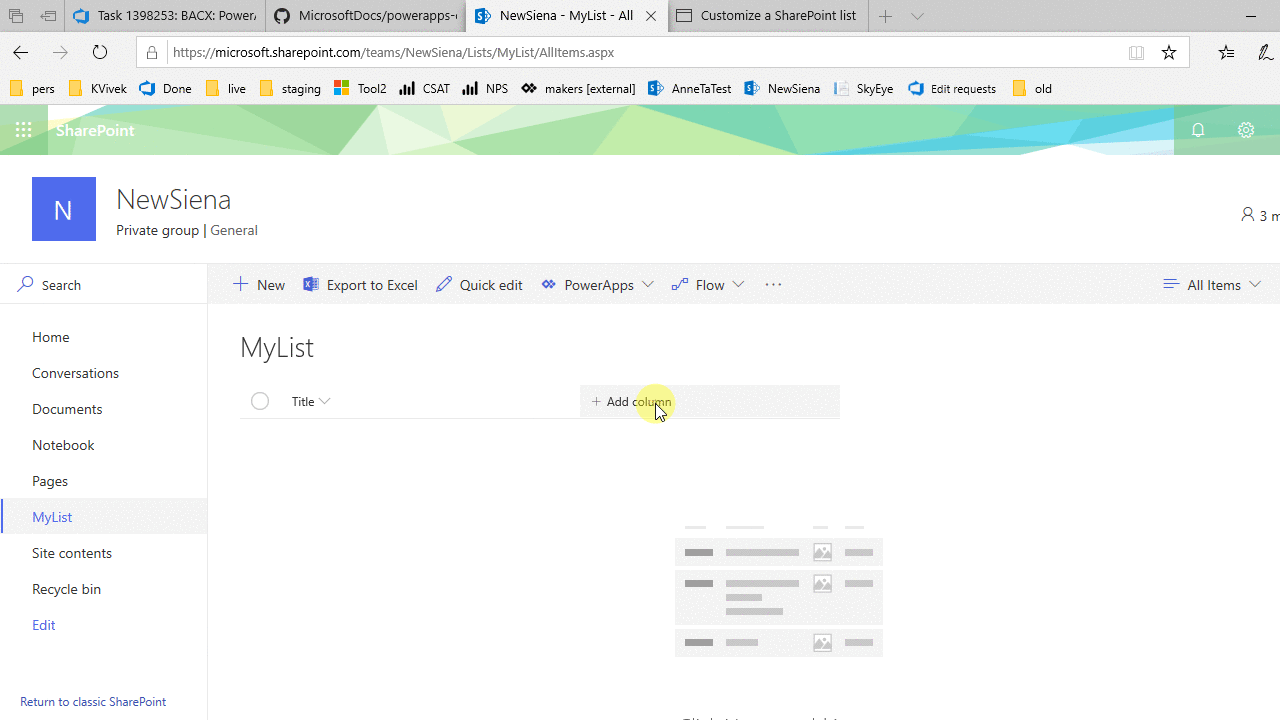 Task 1398253: BACX: Power
MicrosoftDocs/powerapps-
NewSiena - MyList - All
Customize a SharePoint list
https://microsoft.sharepoint.com/teams/NewSiena/Lists/MyList/AllItems.aspx
pers KVivek Done live staging Tool2 CSAT NPS makers [external] AnneTaTest NewSiena SkyEye Edit requests old
SharePoint
N
NewSiena
Private group | General
3
Search
New Export to Excel Quick edit PowerApps Flow ··· All Items
Home
Conversations
Documents
Notebook
Pages
MyList
Site contents
Recycle bin
Edit
Return to classic SharePoint
MyList
Title
Add column